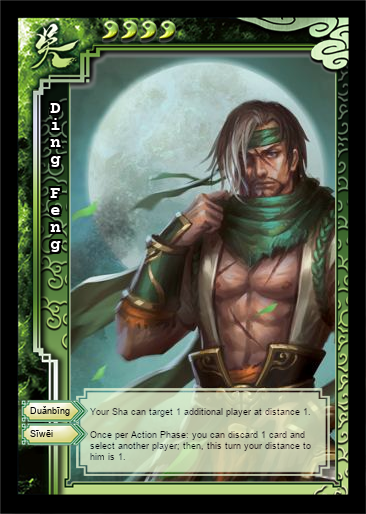 吴
Ding Feng
Duǎnbīng
Your Sha can target 1 additional player at distance 1.
Sīwēi
Once per Action Phase: you can discard 1 card and
select another player; then, this turn your distance to
him is 1.